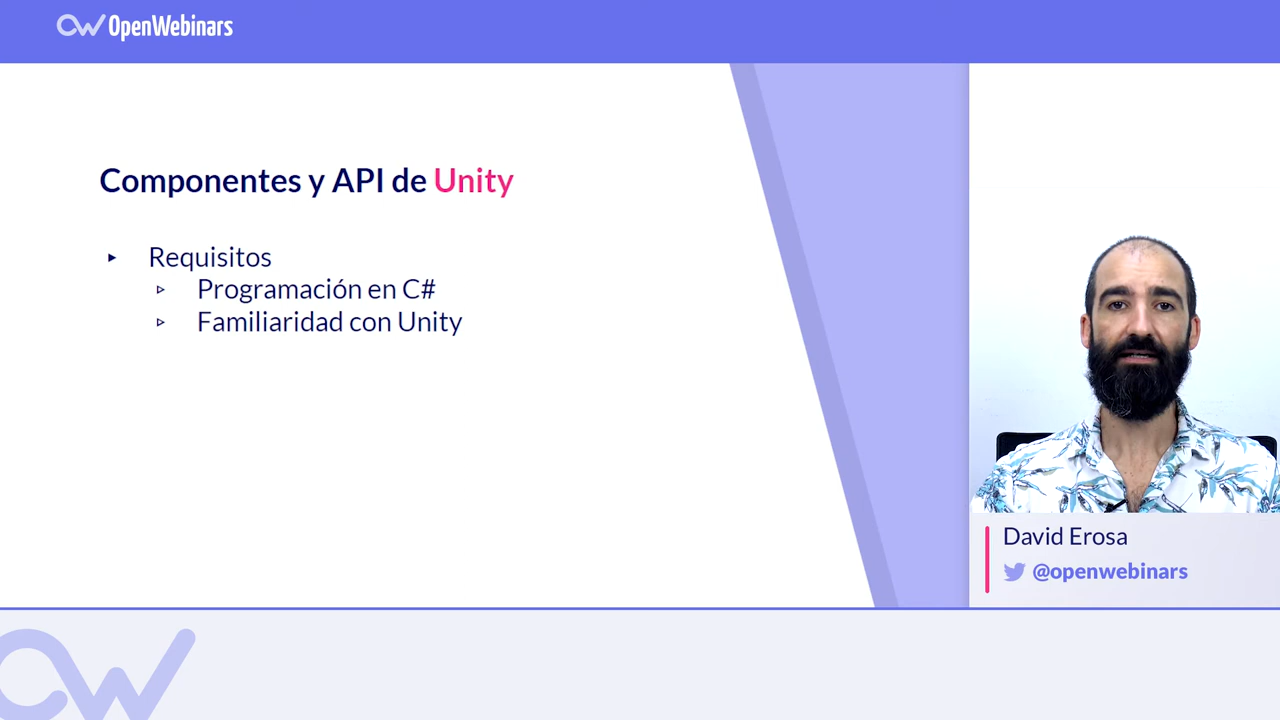 OpenWebinars
Componentes y API de Unity
Requisitos
Programación en C#
Familiaridad con Unity
David Erosa
@openwebinars